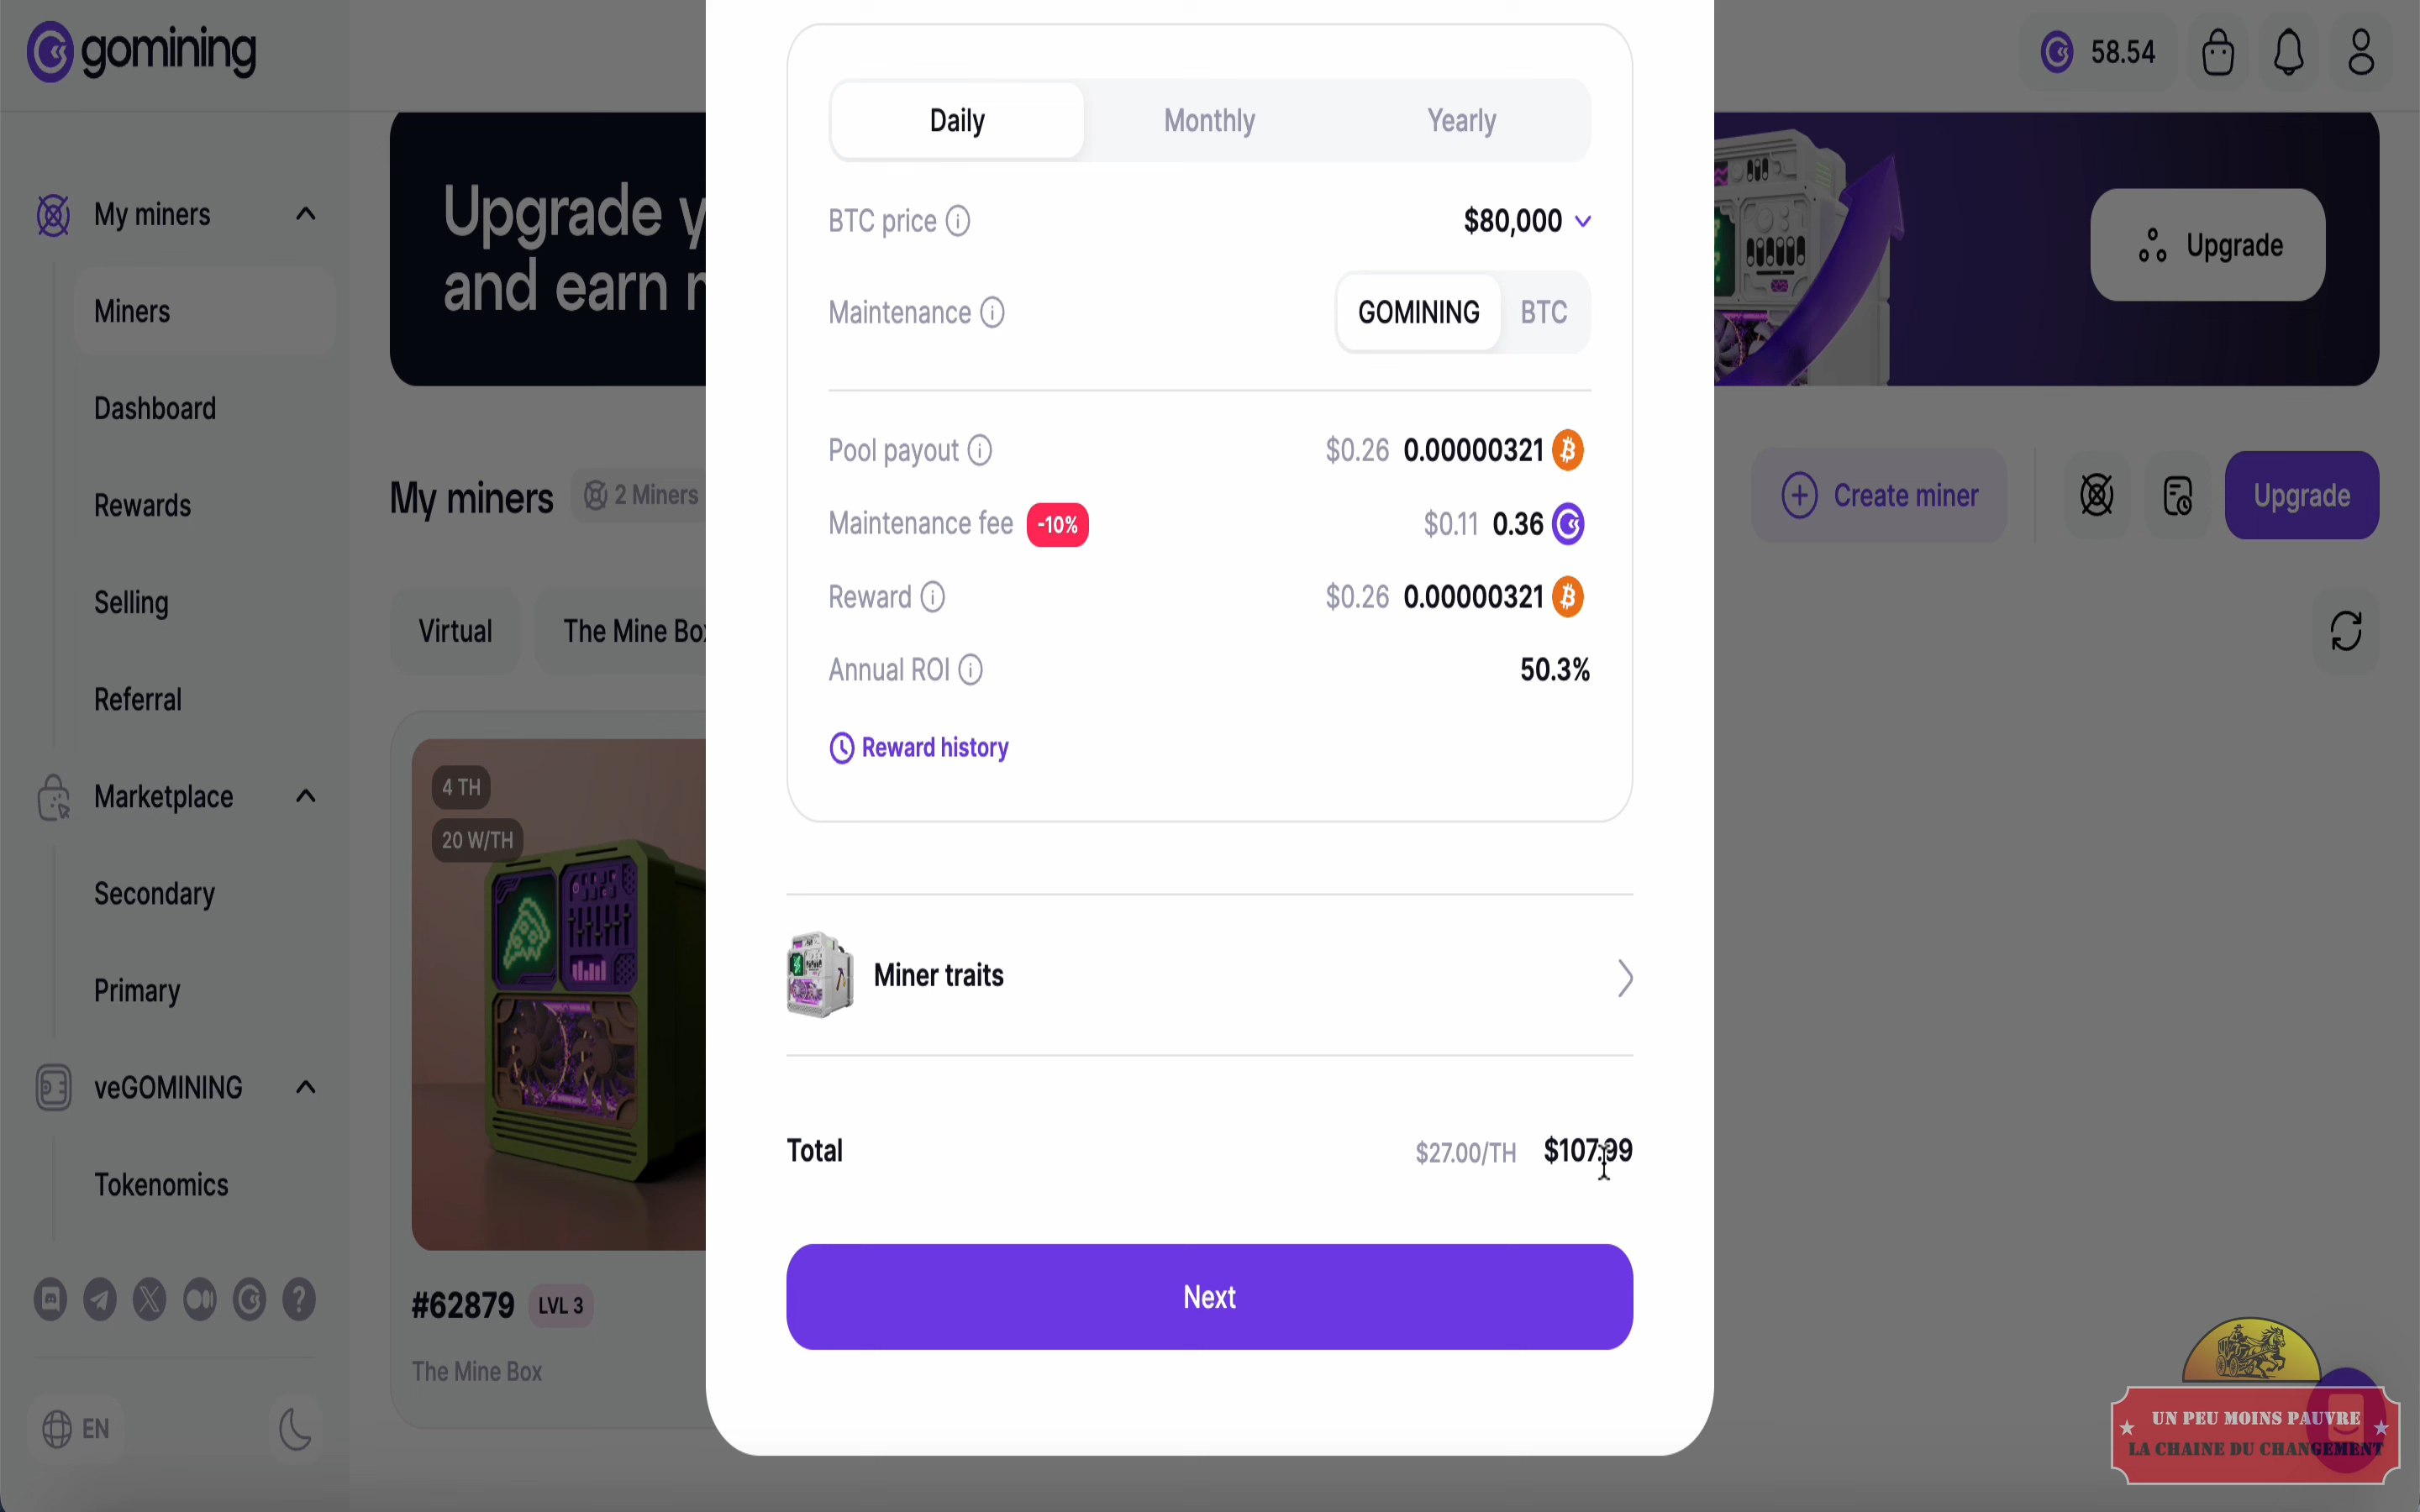 gomining
58.54
My miners
Miners
Dashboard
Rewards
Selling
Referral
Marketplace
Secondary
Primary
veGOMINING
Tokenomics
EN
Upgrade y
and earn r
Upgrade
My miners
2 Miners
Create miner
Upgrade
Virtual
The Mine Bo
4 TH
20 W/TH
#62879
LVL 3
The Mine Box
Daily
Monthly
Yearly
BTC price
$80,000
Maintenance
GOMINING
BTC
Pool payout
$0.26 0.00000321
Maintenance fee -10%
$0.11 0.36
Reward
$0.26 0.00000321
Annual ROI
50.3%
Reward history
Miner traits
Total
$27.00/TH $107.99
Next
UN PEU MOINS PAUVRE
LA CHAINE DU CHANGEMENT